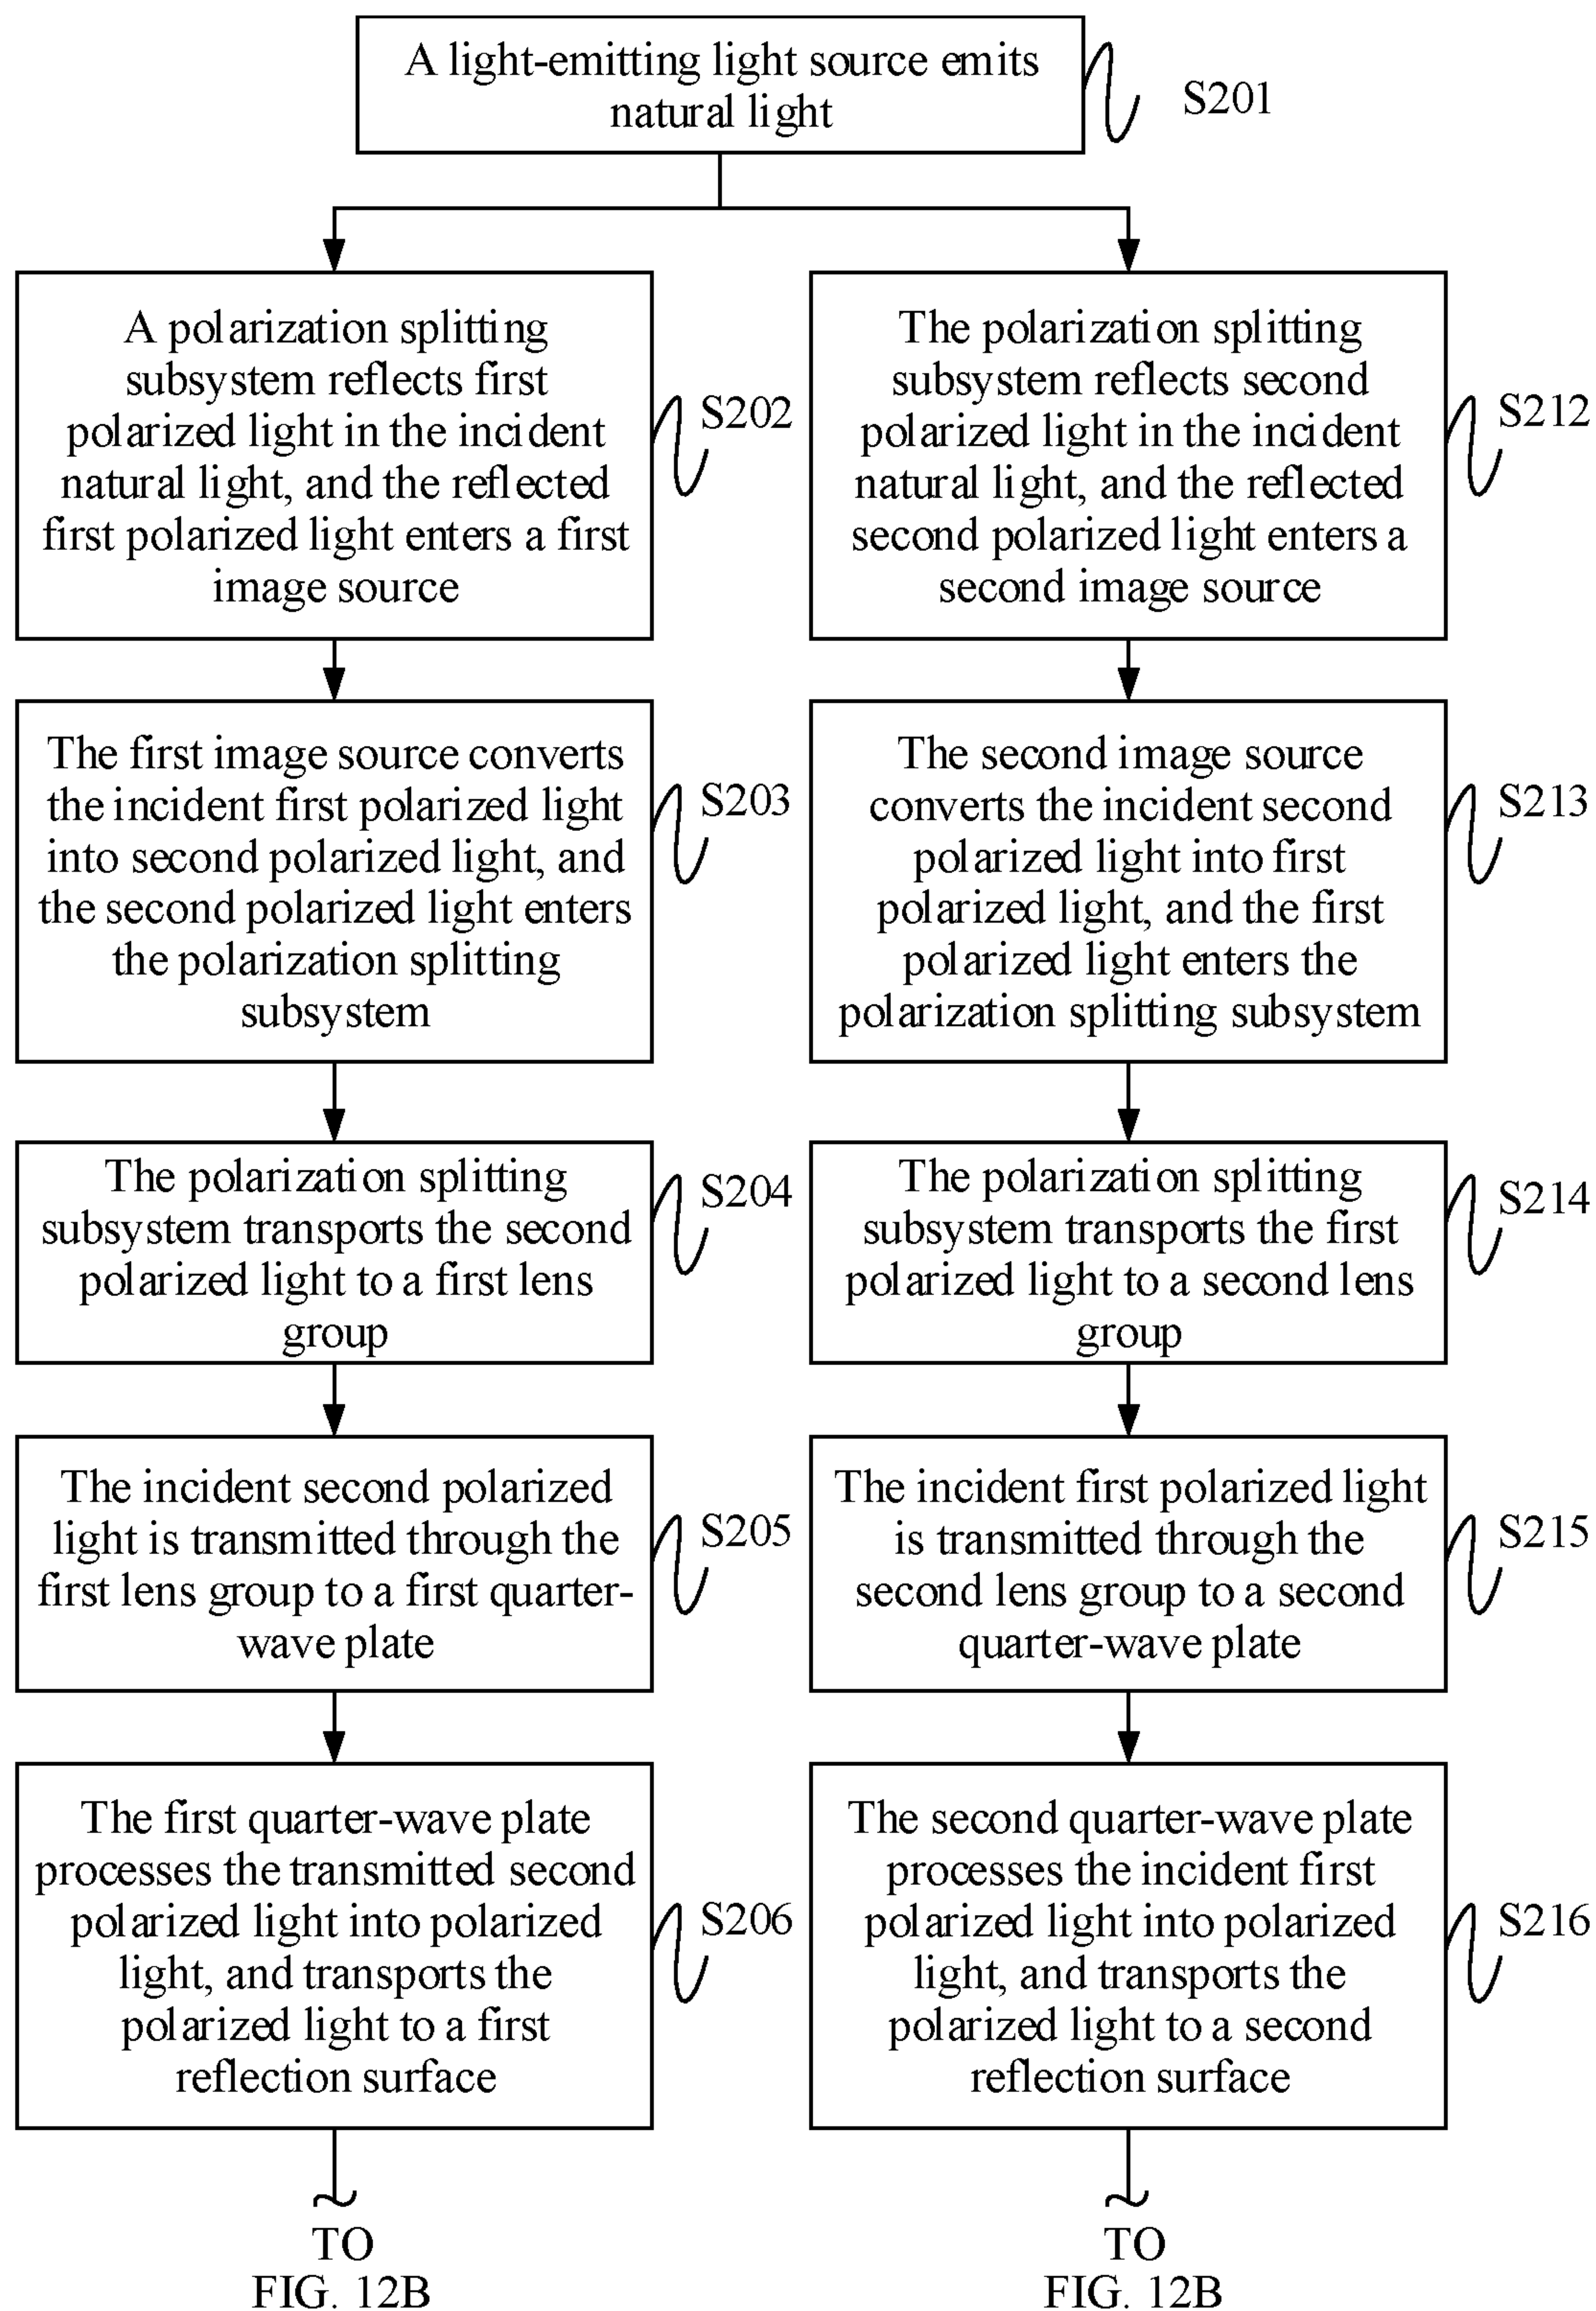 A light-emitting light source emits
natural light
S201
A polarization splitting
subsystem reflects first
polarized light in the incident
natural light, and the reflected
first polarized light enters a first
image source
S202
The polarization splitting
subsystem reflects second
polarized light in the incident
natural light, and the reflected
second polarized light enters a
second image source
S212
The first image source converts
the incident first polarized light
into second polarized light, and
the second polarized light enters
the polarization splitting
subsystem
S203
The second image source
converts the incident second
polarized light into first
polarized light, and the first
polarized light enters the
polarization splitting subsystem
S213
The polarization splitting
subsystem transports the second
polarized light to a first lens
group
S204
The polarization splitting
subsystem transports the first
polarized light to a second lens
group
S214
The incident second polarized
light is transmitted through the
first lens group to a first quarter-
wave plate
S205
The incident first polarized light
is transmitted through the
second lens group to a second
quarter-wave plate
S215
The first quarter-wave plate
processes the transmitted second
polarized light into polarized
light, and transports the
polarized light to a first
reflection surface
S206
The second quarter-wave plate
processes the incident first
polarized light into polarized
light, and transports the
polarized light to a second
reflection surface
S216
TO
FIG. 12B
TO
FIG. 12B